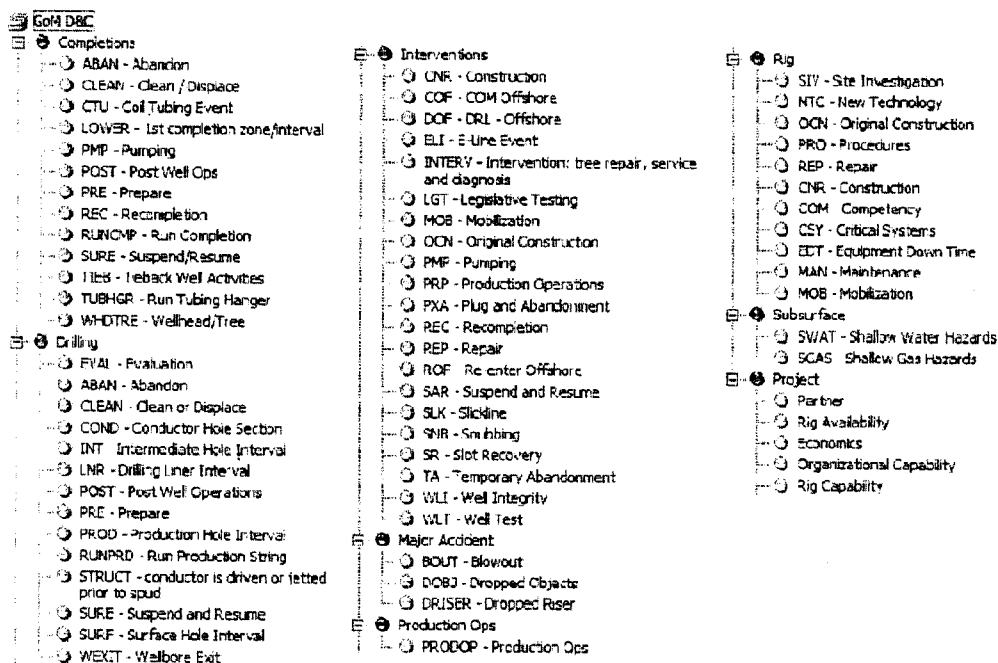 GoM D&C
Completions
ABAN - Abandon
CLEAN - Clean / Displace
CTU - Coil Tubing Event
LOWER - 1st completion zone/interval
PMP - Pumping
POST - Post Well Ops
PRE - Prepare
REC - Recompletion
RUNCMP - Run Completion
SURE - Suspend/Resume
TIEB - Tieback Well Activities
TUBHGR - Run Tubing Hanger
WHDTRE - Wellhead/Tree
Drilling
EVAL - Evaluation
ABAN - Abandon
CLEAN - Clean or Displace
COND - Conductor Hole Section
INT - Intermediate Hole Interval
LNR - Drilling Liner Interval
POST - Post Well Operations
PRE - Prepare
PROD - Production Hole Interval
RUNPRD - Run Production String
STRUCT - conductor is driven or jetted
prior to spud
SURE - Suspend and Resume
SURF - Surface Hole Interval
WEXIT - Wellbore Exit
Interventions
CNR - Construction
COF - COM Offshore
DOF - DRL - Offshore
ELI - E-Line Event
INTERV - Intervention: tree repair, service
and diagnosis
LGT - Legislative Testing
MOB - Mobilization
OCN - Original Construction
PMP - Pumping
PRP - Production Operations
PXA - Plug and Abandonment
REC - Recompletion
REP - Repair
ROF - Re-enter Offshore
SAR - Suspend and Resume
SLK - Slickline
SNB - Snubbing
SR - Slot Recovery
TA - Temporary Abandonment
WLI - Well Integrity
WLT - Well Test
Major Accident
BOUT - Blowout
DOBJ - Dropped Objects
DRISER - Dropped Riser
Production Ops
PRODOP - Production Ops
Rig
SIV - Site Investigation
NTC - New Technology
OCN - Original Construction
PRO - Procedures
REP - Repair
CNR - Construction
COM - Competency
CSY - Critical Systems
EDT - Equipment Down Time
MAN - Maintenance
MOB - Mobilization
Subsurface
SWAT - Shallow Water Hazards
SGAS - Shallow Gas Hazards
Project
Partner
Rig Availability
Economics
Organizational Capability
Rig Capability